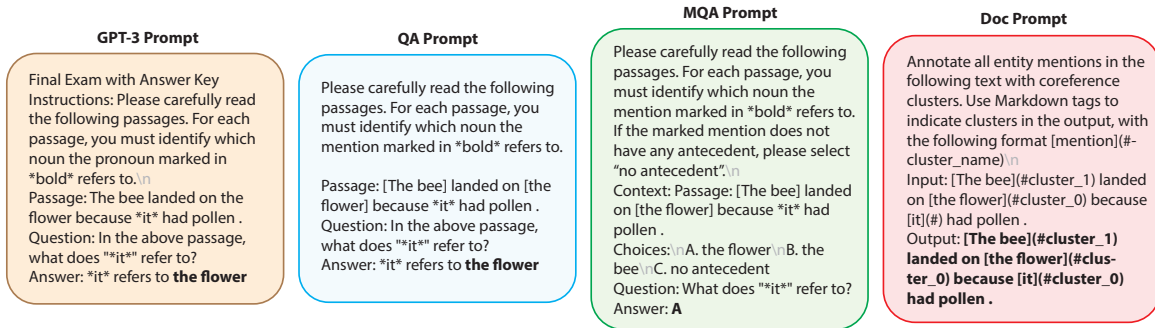 GPT-3 Prompt
Final Exam with Answer Key
Instructions: Please carefully read
the following passages. For each
passage, you must identify which
noun the pronoun marked in
*bold* refers to.\n
Passage: The bee landed on the
flower because *it* had pollen .
Question: In the above passage,
what does "*it*" refer to?
Answer: *it* refers to the flower
QA Prompt
Please carefully read the following
passages. For each passage, you
must identify which noun the
mention marked in *bold* refers to.
Passage: [The bee] landed on [the
flower] because *it* had pollen .
Question: In the above passage,
what does "*it*" refer to?
Answer: *it* refers to the flower
MQA Prompt
Please carefully read the following
passages. For each passage, you
must identify which noun the
mention marked in *bold* refers to.
If the marked mention does not
have any antecedent, please select
“no antecedent”.\n
Context: Passage: [The bee] landed
on [the flower] because *it* had
pollen .
Choices:\nA. the flower\nB. the
bee\nC. no antecedent
Question: What does "*it*" refer to?
Answer: A
Doc Prompt
Annotate all entity mentions in the
following text with coreference
clusters. Use Markdown tags to
indicate clusters in the output, with
the following format [mention](#-
cluster_name)\n
Input: [The bee](#cluster_1) landed
on [the flower](#cluster_0) because
[it](#) had pollen .
Output: [The bee](#cluster_1)
landed on [the flower](#clus-
ter_0) because [it](#cluster_0)
had pollen .